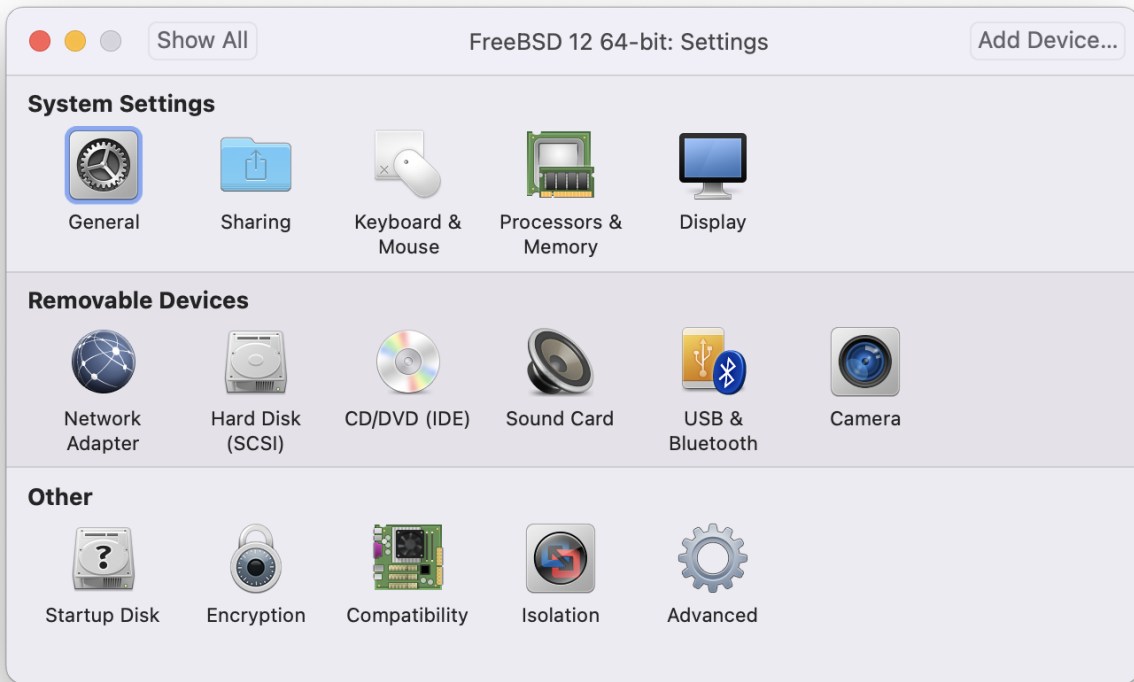 Show All FreeBSD 12 64-bit: Settings Add Device...
System Settings
General Sharing Keyboard & Processors & Display
Mouse Memory
Removable Devices
Network Hard Disk CD/DVD (IDE) Sound Card USB & Camera
Adapter (SCSI) Bluetooth
Other
?
Startup Disk Encryption Compatibility Isolation Advanced